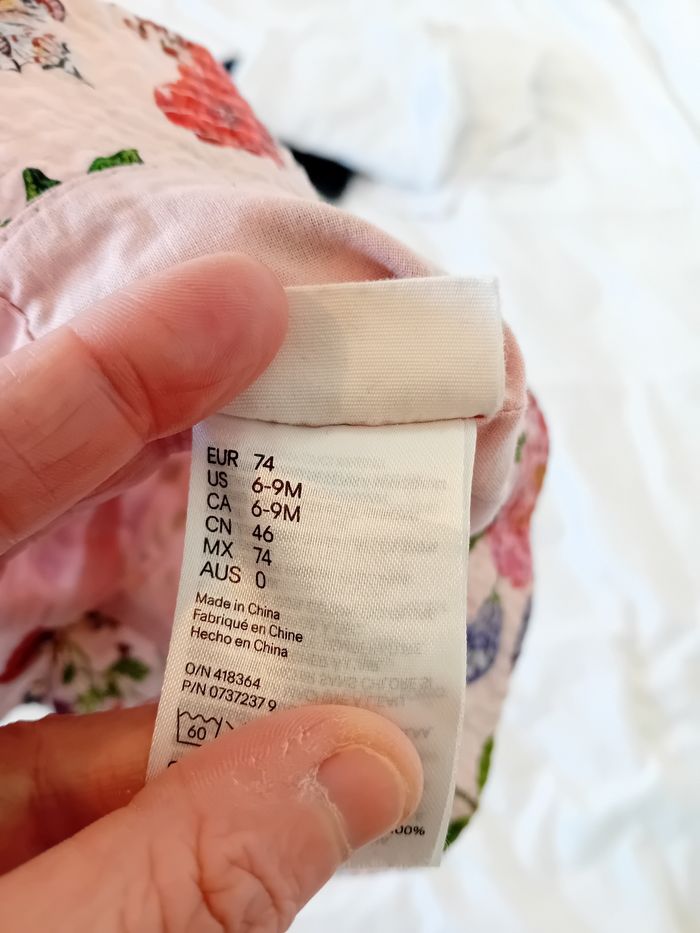 EUR 74
US 6-9M
CA 6-9M
CN 46
MX 74
AUS 0
Made in China
Fabriqué en Chine
Hecho en China
O/N 418364
P/N 0737237 9
60